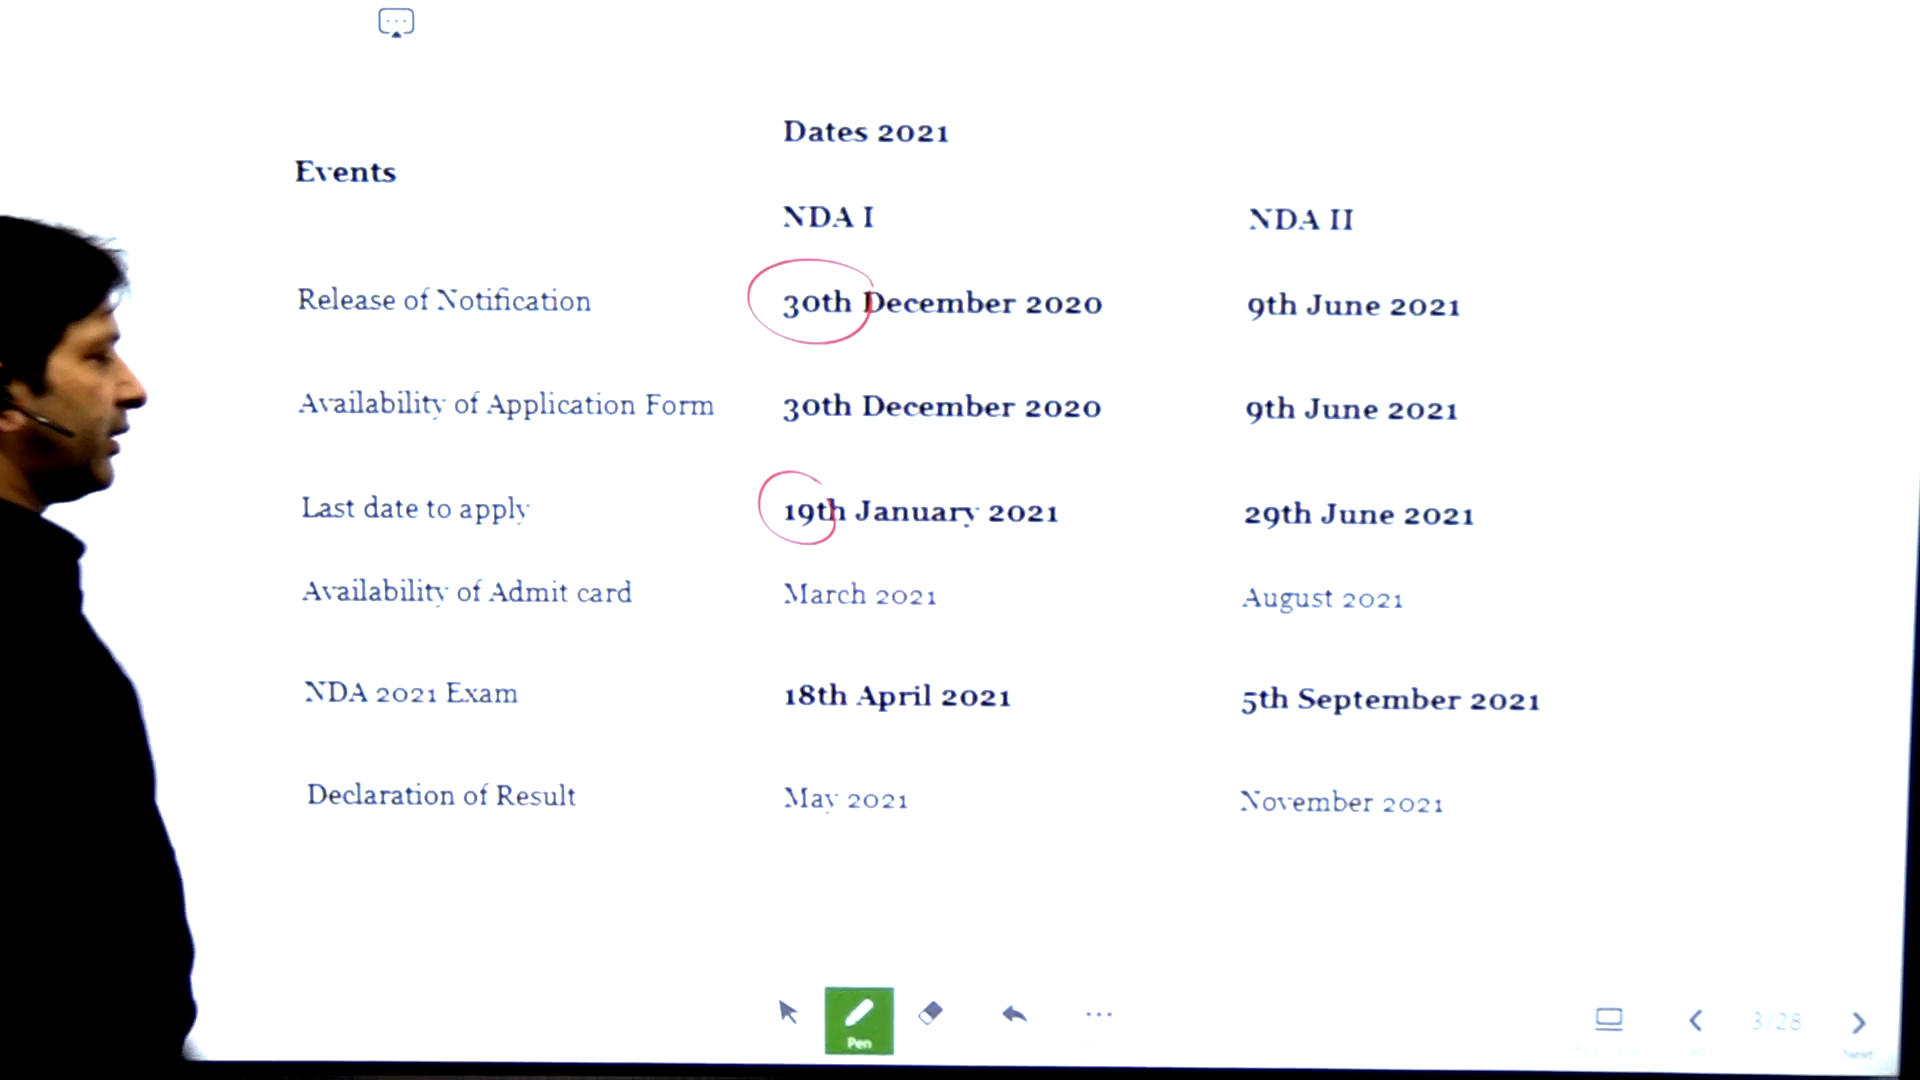 Dates 2021
Events
NDA I NDA II
Release of Notification 30th December 2020 9th June 2021
Availability of Application Form 30th December 2020 9th June 2021
Last date to apply 19th January 2021 29th June 2021
Availability of Admit card March 2021 August 2021
NDA 2021 Exam 18th April 2021 5th September 2021
Declaration of Result May 2021 November 2021
Pen
3/28
Next